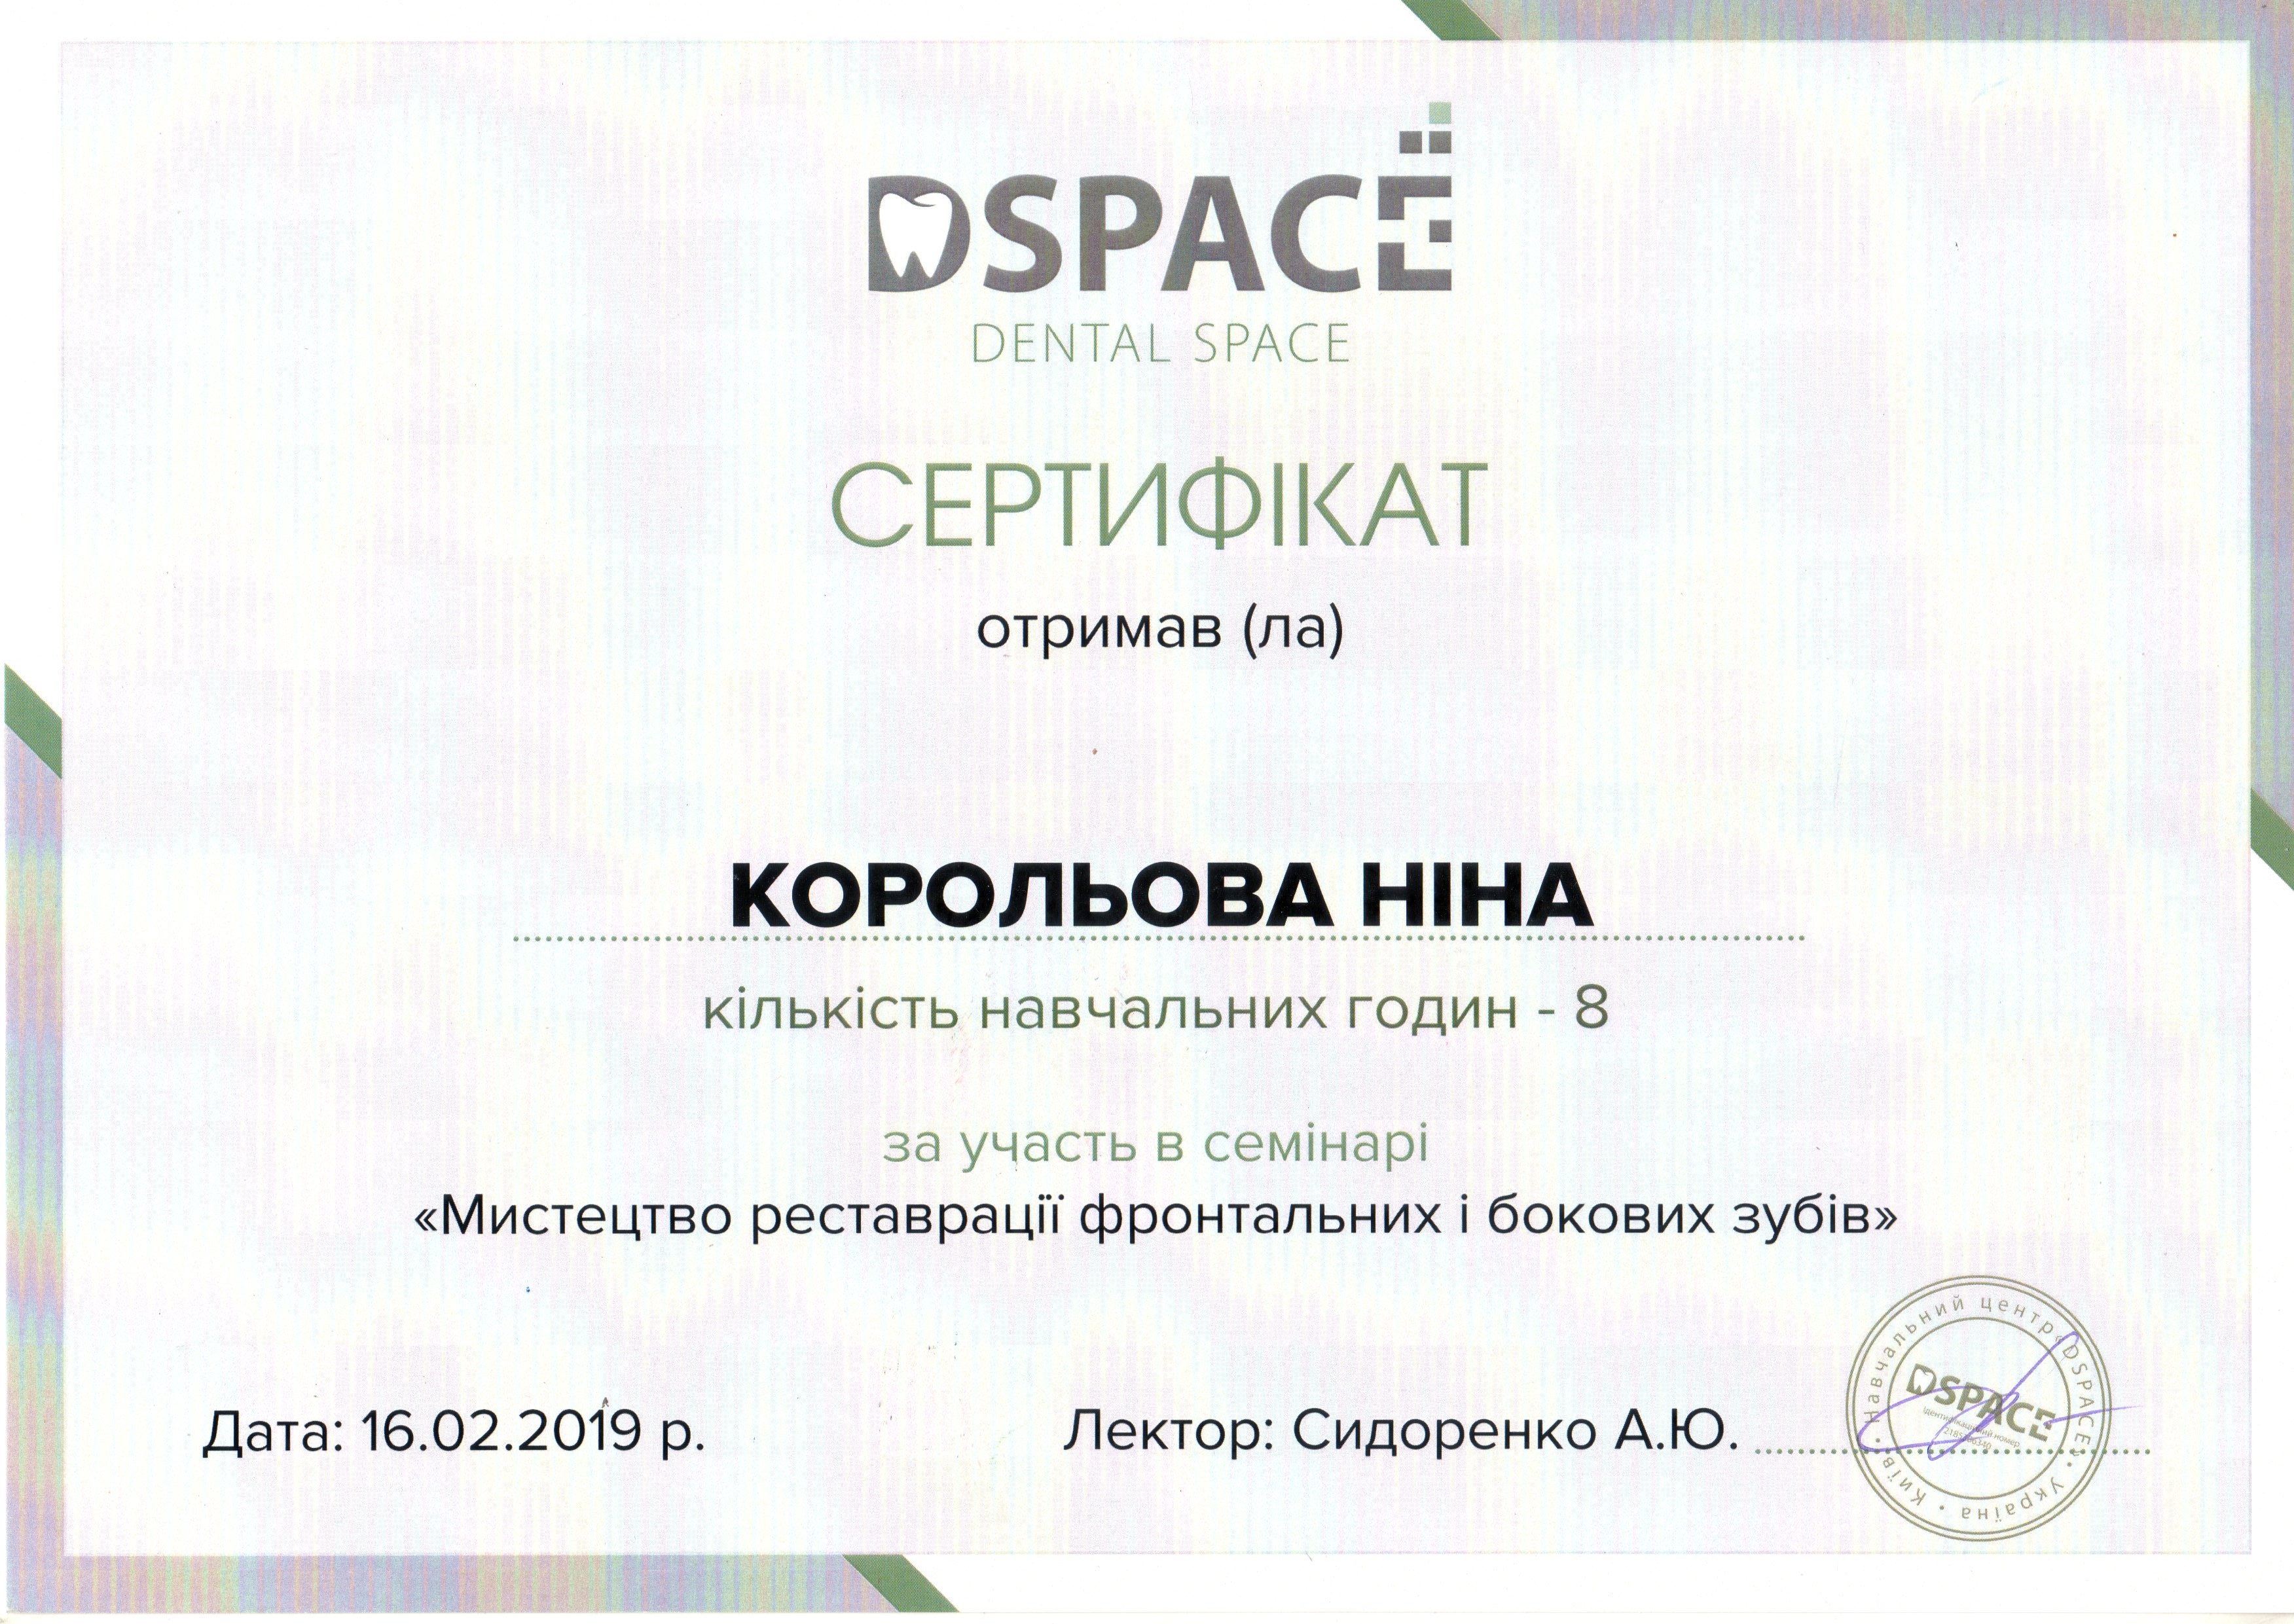 DSPACE
DENTAL SPACE
СЕРТИФІКАТ
отримав (ла)
КОРОЛЬОВА НІНА
кількість навчальних годин - 8
за участь в семінарі
«Мистецтво реставрації фронтальних і бокових зубів»
Дата: 16.02.2019 р.
Лектор: Сидоренко А.Ю.
Навчальний центр «DSPACE» • Україна • Київ •
DSPACE
Ідентифікаційний номер